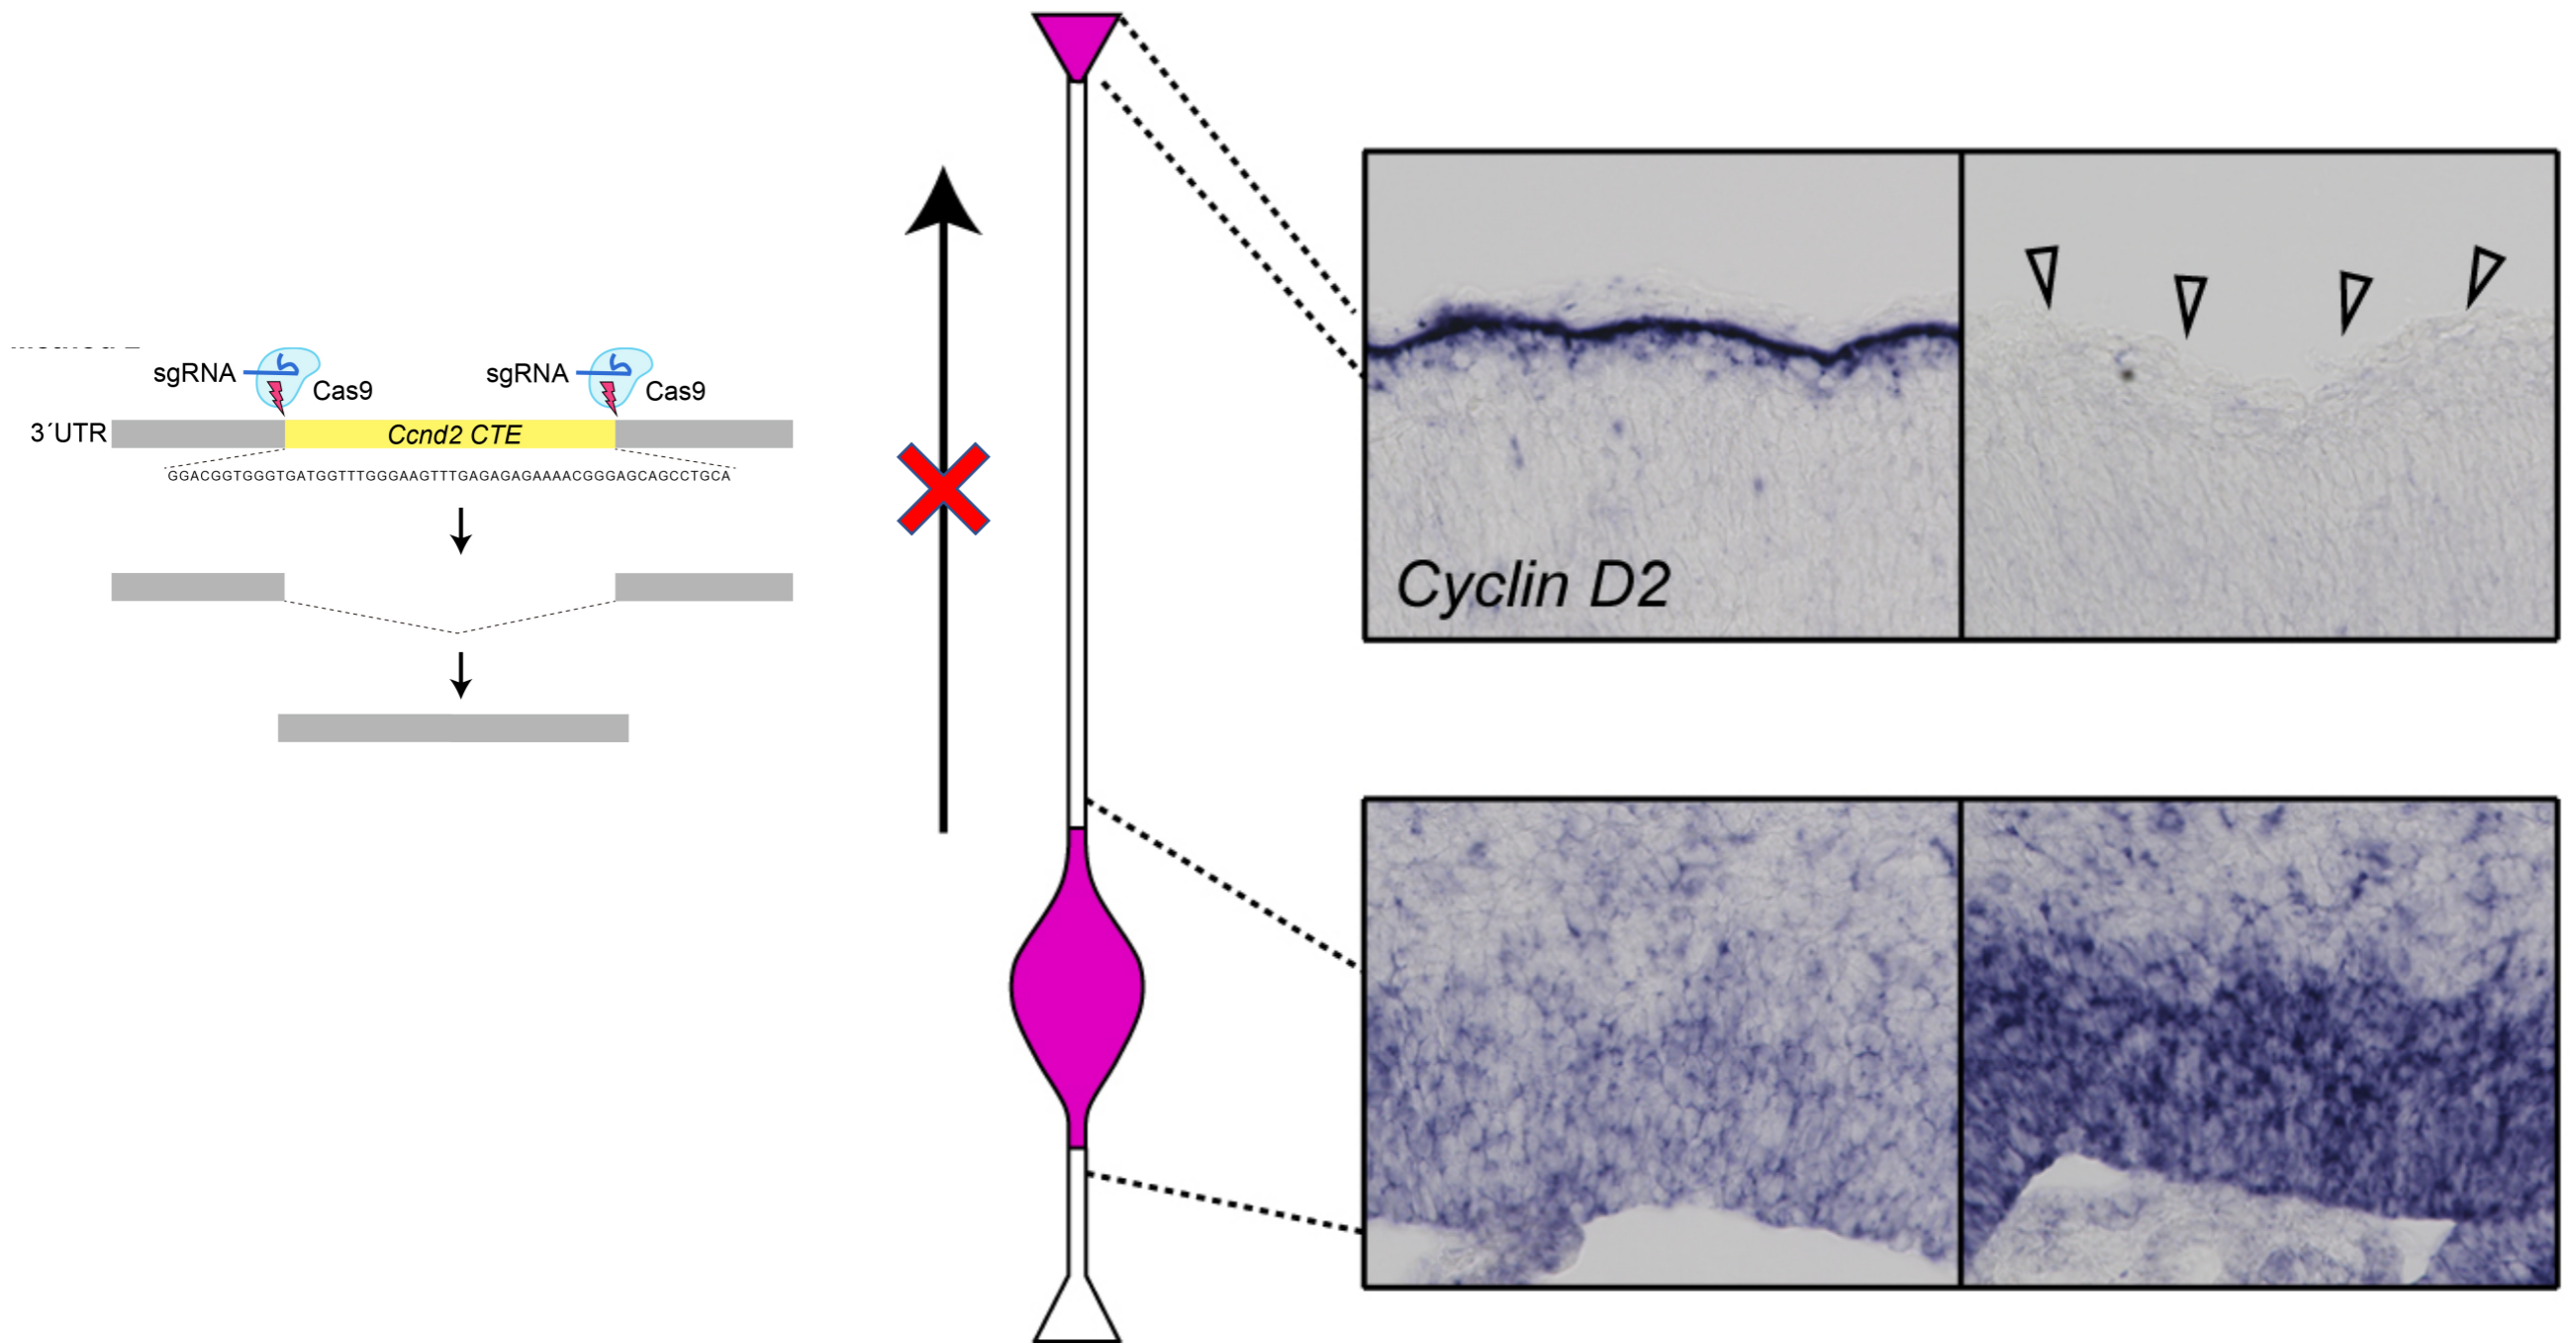 sgRNA
Cas9
sgRNA
Cas9
3´UTR
Ccnd2 CTE
GGACGGTGGGTGATGGTTTGGGAAGTTTGAGAGAGAAAACGGGAGCAGCCTGCA
Cyclin D2